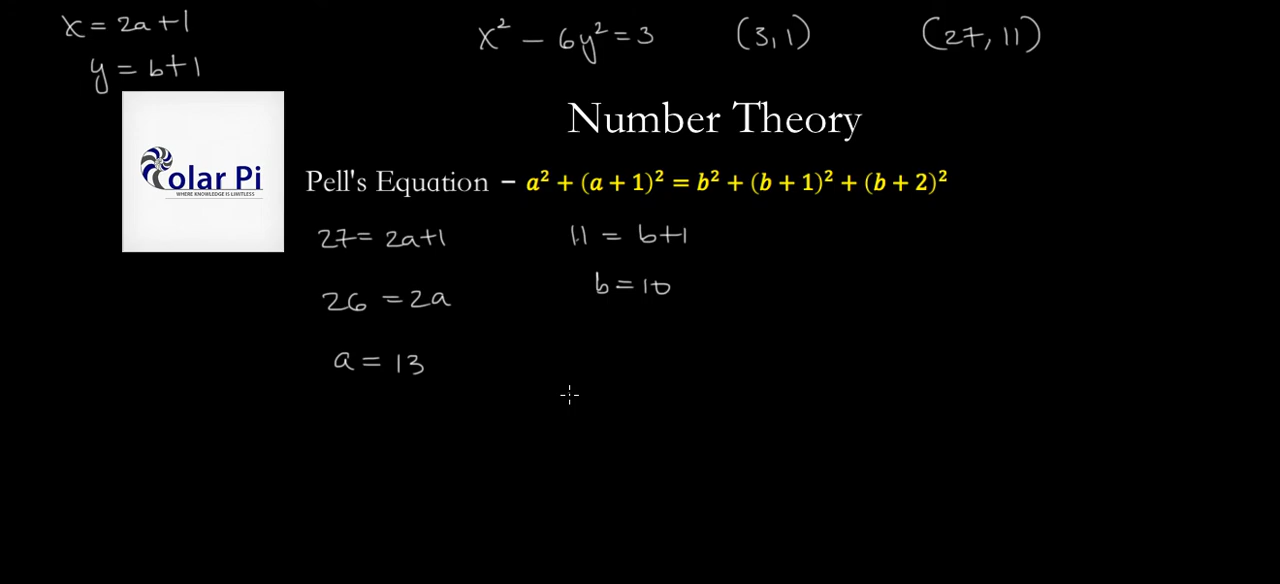 x = 2a+1
x² − 6y² = 3 (3,1) (27,11)
y = b+1
Number Theory
olar Pi
WHERE KNOWLEDGE IS LIMITLESS
Pell's Equation − a² + (a + 1)² = b² + (b + 1)² + (b + 2)²
27 = 2a+1 11 = b+1
26 = 2a b = 10
a = 13